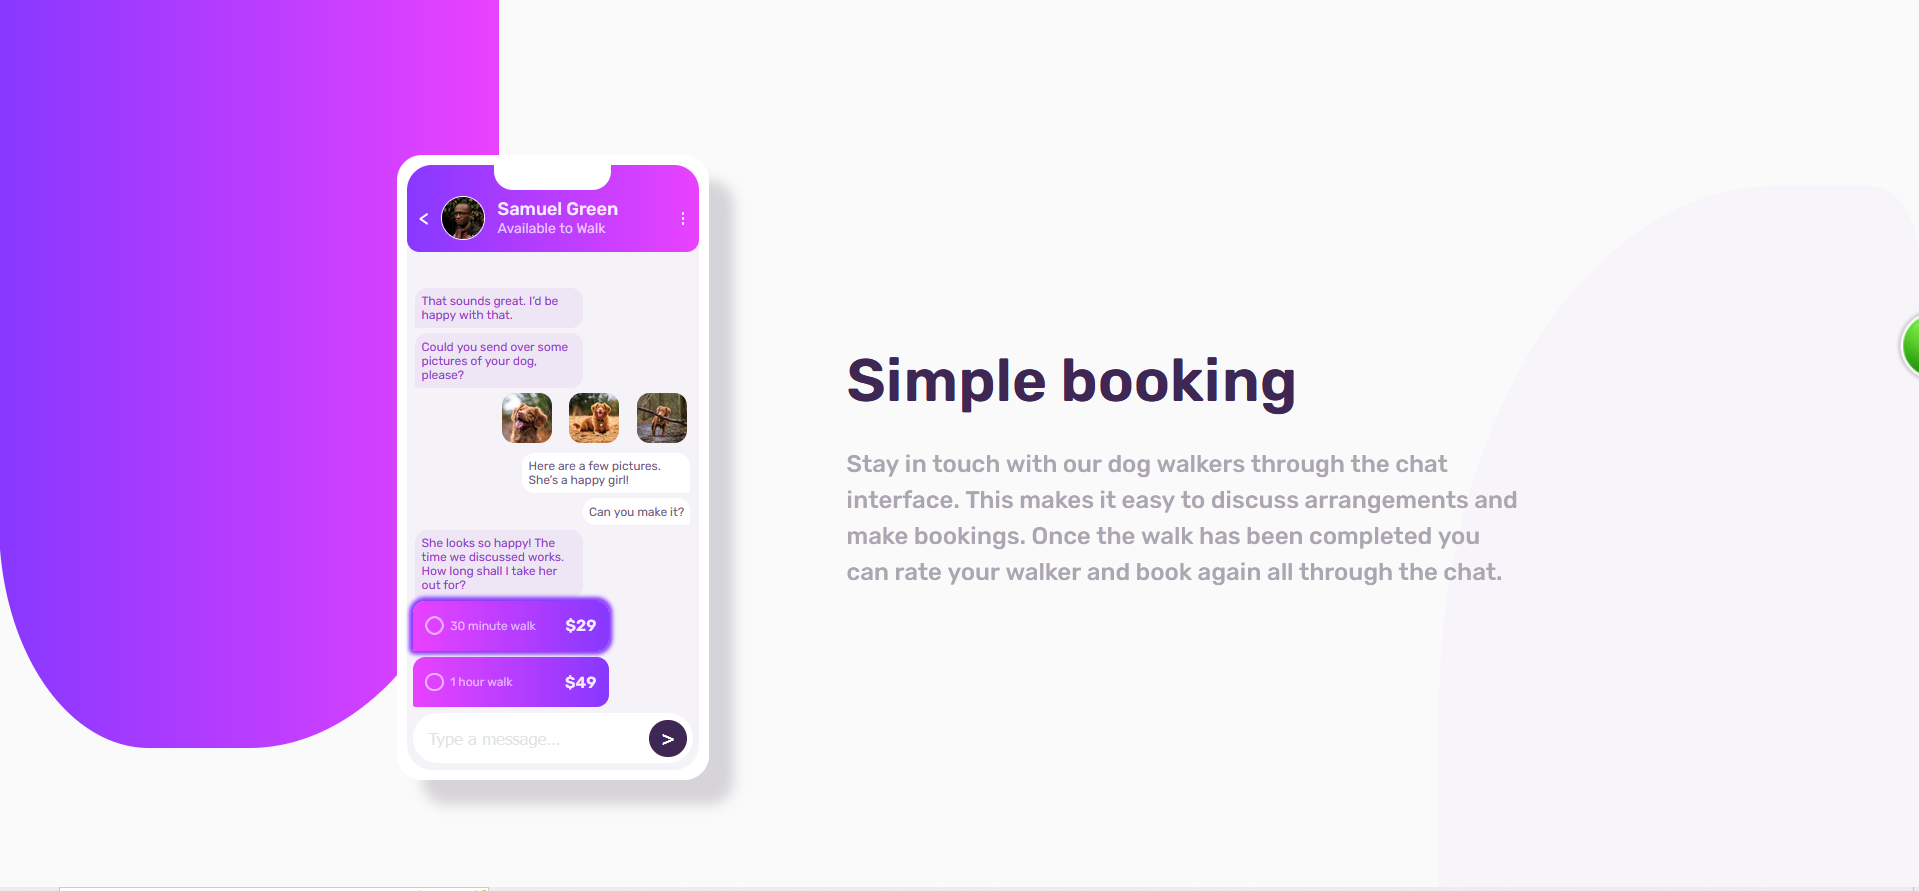 <
Samuel Green
Available to Walk
That sounds great. I'd be
happy with that.
Could you send over some
pictures of your dog,
please?
Here are a few pictures.
She's a happy girl!
Can you make it?
She looks so happy! The
time we discussed works.
How long shall I take her
out for?
30 minute walk $29
1 hour walk $49
Type a message... >
Simple booking
Stay in touch with our dog walkers through the chat
interface. This makes it easy to discuss arrangements and
make bookings. Once the walk has been completed you
can rate your walker and book again all through the chat.